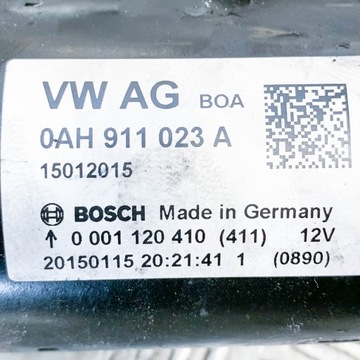 VW AG BOA
0AH 911 023 A
15012015
BOSCH Made in Germany
↑ 0 001 120 410 (411) 12V
20150115 20:21:41 1 (0890)